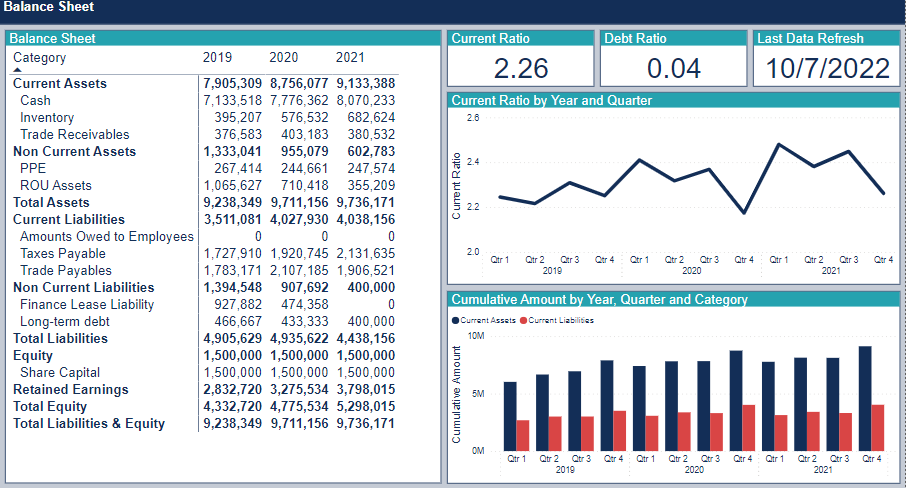 Balance Sheet
Balance Sheet
Category 2019 2020 2021
Current Assets 7,905,309 8,756,077 9,133,388
Cash 7,133,518 7,776,362 8,070,233
Inventory 395,207 576,532 682,624
Trade Receivables 376,583 403,183 380,532
Non Current Assets 1,333,041 955,079 602,783
PPE 267,414 244,661 247,574
ROU Assets 1,065,627 710,418 355,209
Total Assets 9,238,349 9,711,156 9,736,171
Current Liabilities 3,511,081 4,027,930 4,038,156
Amounts Owed to Employees 0 0 0
Taxes Payable 1,727,910 1,920,745 2,131,635
Trade Payables 1,783,171 2,107,185 1,906,521
Non Current Liabilities 1,394,548 907,692 400,000
Finance Lease Liability 927,882 474,358 0
Long-term debt 466,667 433,333 400,000
Total Liabilities 4,905,629 4,935,622 4,438,156
Equity 1,500,000 1,500,000 1,500,000
Share Capital 1,500,000 1,500,000 1,500,000
Retained Earnings 2,832,720 3,275,534 3,798,015
Total Equity 4,332,720 4,775,534 5,298,015
Total Liabilities & Equity 9,238,349 9,711,156 9,736,171
Current Ratio
2.26
Debt Ratio
0.04
Last Data Refresh
10/7/2022
Current Ratio by Year and Quarter
Current Ratio
2.6
2.4
2.2
2.0
Qtr 1 Qtr 2 Qtr 3 Qtr 4 Qtr 1 Qtr 2 Qtr 3 Qtr 4 Qtr 1 Qtr 2 Qtr 3 Qtr 4
2019 2020 2021
Cumulative Amount by Year, Quarter and Category
Current Assets Current Liabilities
Cumulative Amount
10M
5M
0M
Qtr 1 Qtr 2 Qtr 3 Qtr 4 Qtr 1 Qtr 2 Qtr 3 Qtr 4 Qtr 1 Qtr 2 Qtr 3 Qtr 4
2019 2020 2021